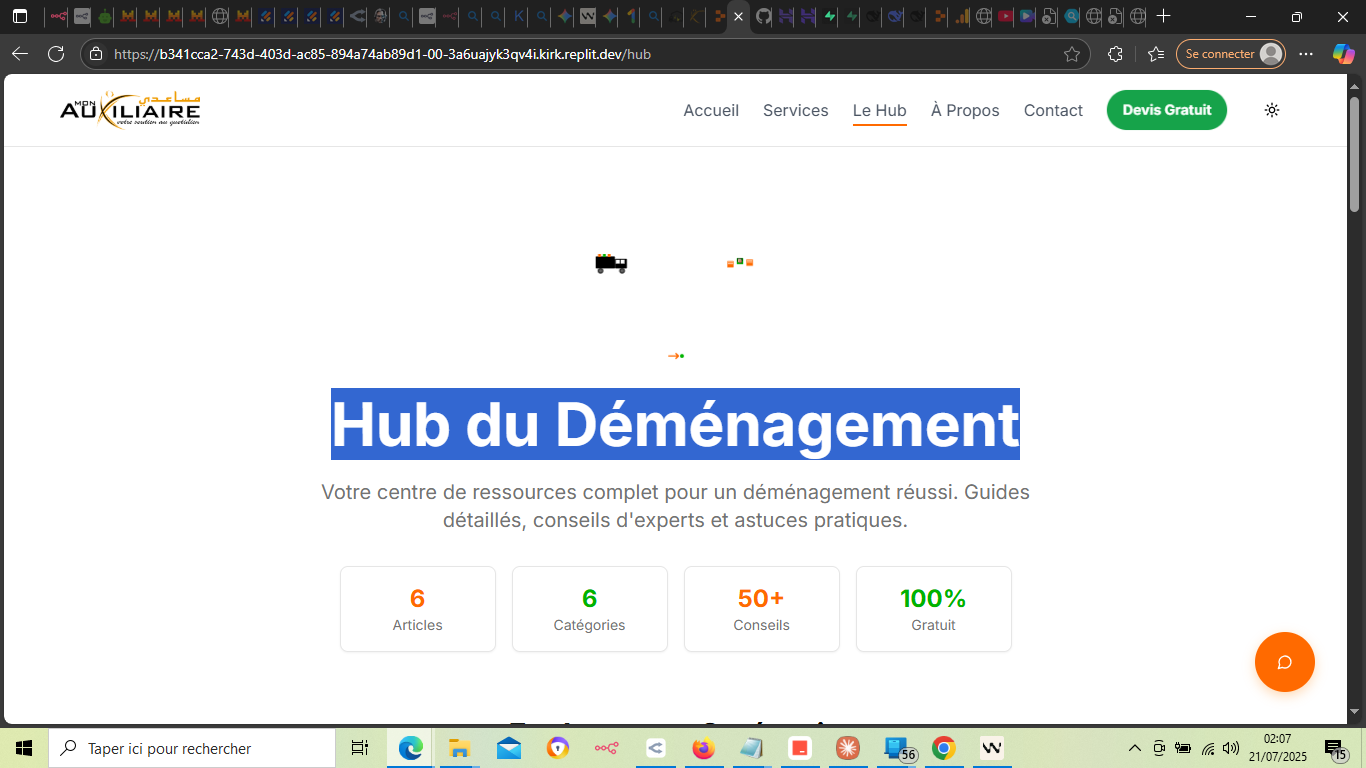 https://b341cca2-743d-403d-ac85-894a74ab89d1-00-3a6uajyk3qv4i.kirk.replit.dev/hub
Se connecter
MON مساعدي
AUXILIAIRE
votre soutien au quotidien
Accueil
Services
Le Hub
À Propos
Contact
Devis Gratuit
Hub du Déménagement
Votre centre de ressources complet pour un déménagement réussi. Guides
détaillés, conseils d'experts et astuces pratiques.
6
Articles
6
Catégories
50+
Conseils
100%
Gratuit
Taper ici pour rechercher
56
02:07
21/07/2025
15